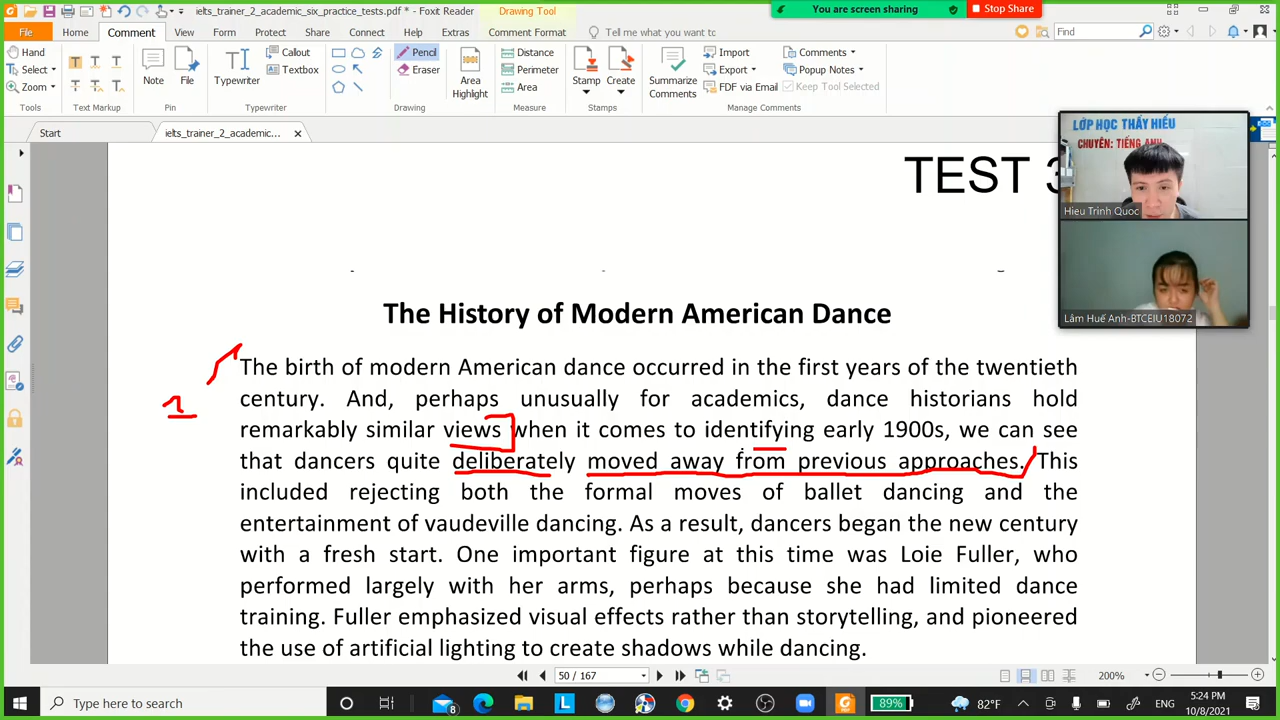 ielts_trainer_2_academic_six_practice_tests.pdf * - Foxit Reader
Drawing Tool
You are screen sharing
Stop Share
File Home Comment View Form Protect Share Connect Help Extras Comment Format Tell me what you want to Find
Hand
Select
Zoom
Tools
Text Markup
Note
File
Pin
Typewriter
Callout
Textbox
Typewriter
Pencil
Eraser
Drawing
Area
Highlight
Distance
Perimeter
Area
Measure
Stamp
Create
Stamps
Summarize
Comments
Import
Export
FDF via Email
Comments
Popup Notes
Keep Tool Selected
Manage Comments
Start
ielts_trainer_2_academic...
LỚP HỌC THẦY HIẾU
CHUYÊN: TIẾNG ANH
Hieu Trinh Quoc
Lâm Huế Anh-BTCEIU18072
TEST 3
The History of Modern American Dance
1
The birth of modern American dance occurred in the first years of the twentieth
century. And, perhaps unusually for academics, dance historians hold
remarkably similar views when it comes to identifying early 1900s, we can see
that dancers quite deliberately moved away from previous approaches. This
included rejecting both the formal moves of ballet dancing and the
entertainment of vaudeville dancing. As a result, dancers began the new century
with a fresh start. One important figure at this time was Loie Fuller, who
performed largely with her arms, perhaps because she had limited dance
training. Fuller emphasized visual effects rather than storytelling, and pioneered
the use of artificial lighting to create shadows while dancing.
50 / 167
200%
Type here to search
8
L
89%
82°F
5:24 PM
10/8/2021